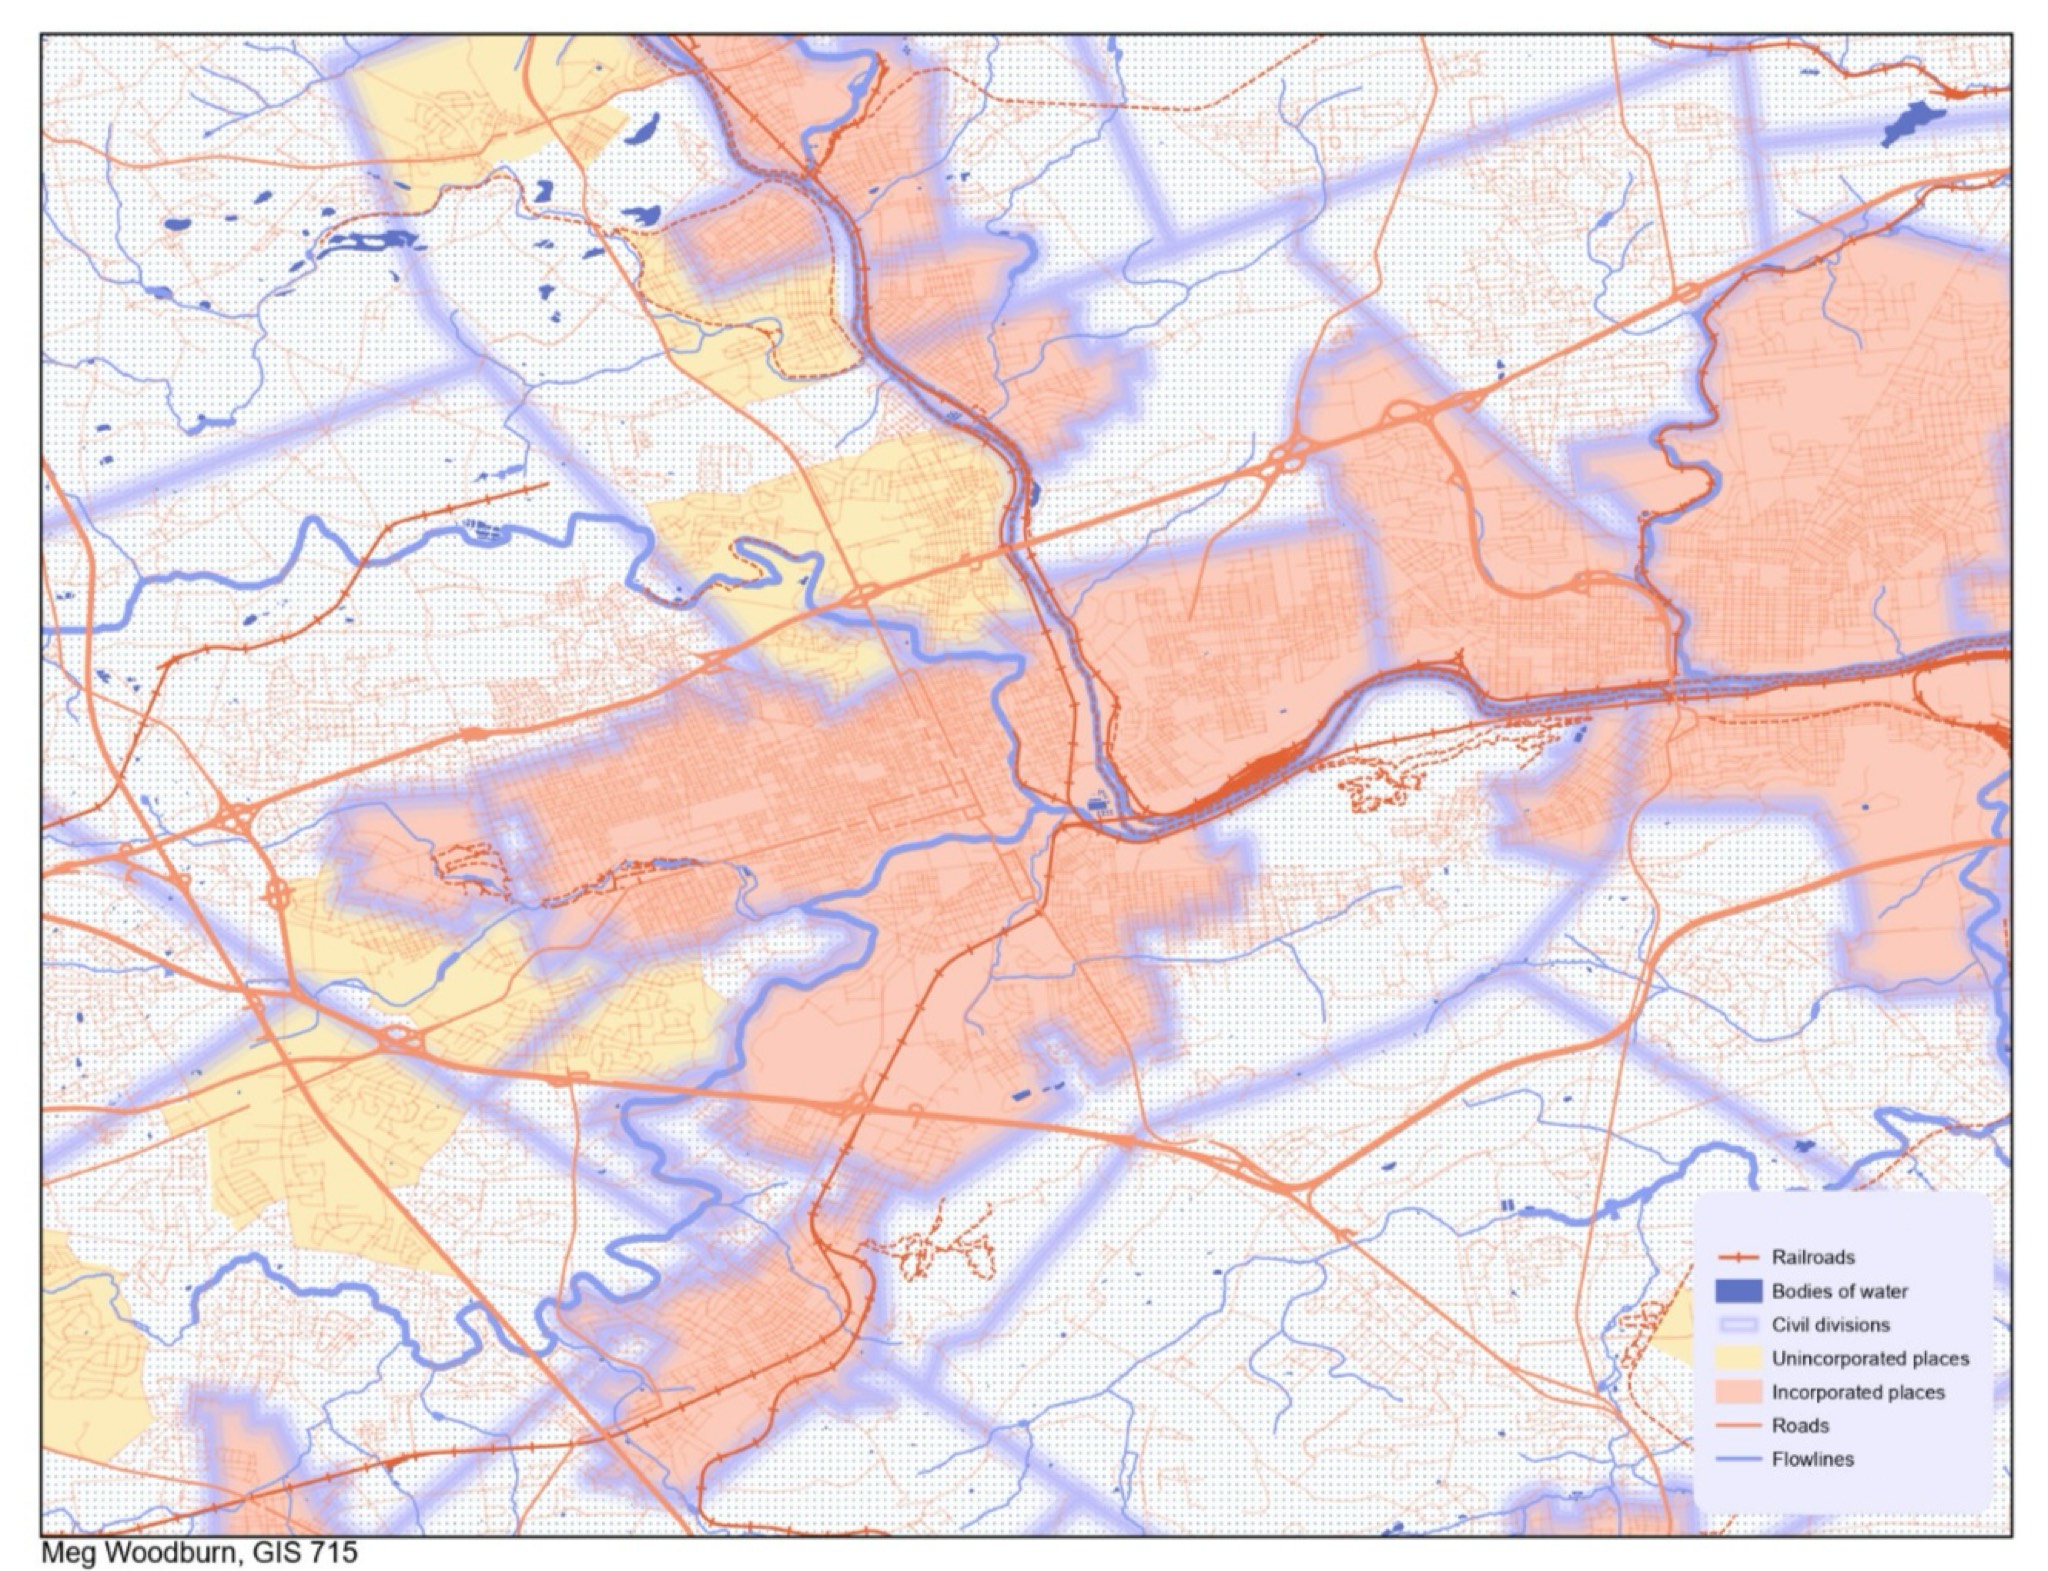 Railroads
Bodies of water
Civil divisions
Unincorporated places
Incorporated places
Roads
Flowlines
Meg Woodburn, GIS 715